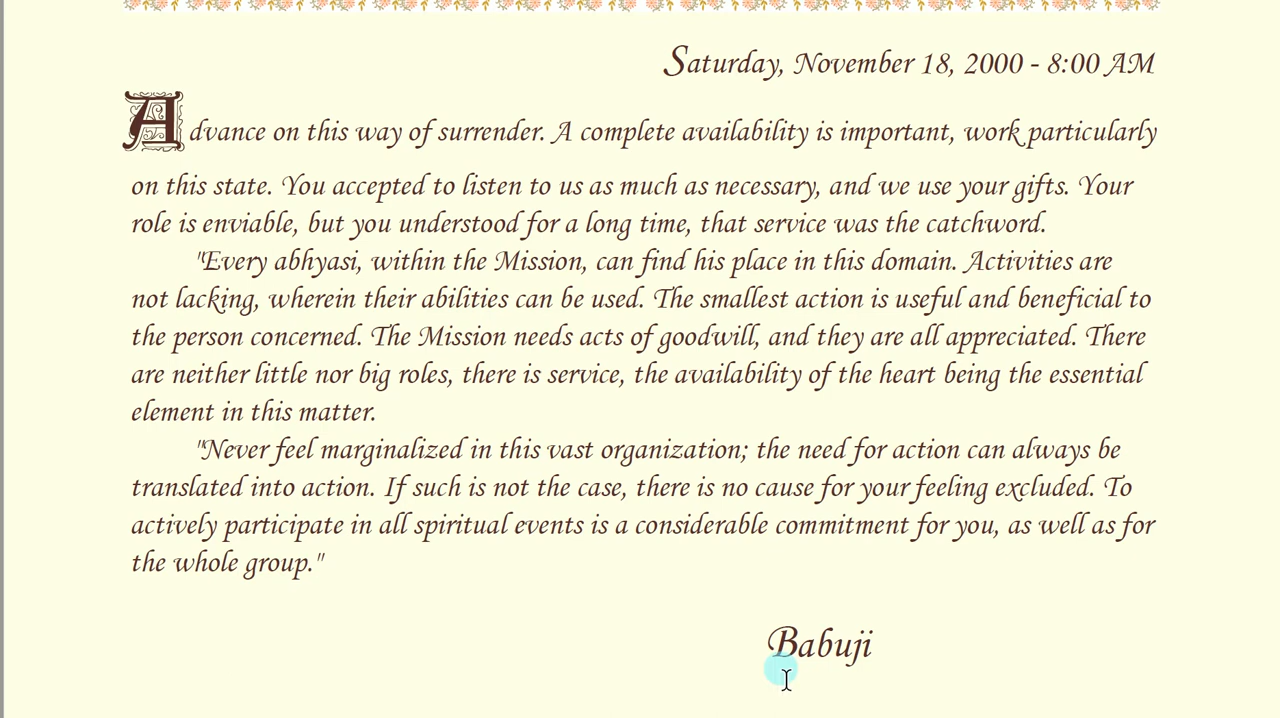 Saturday, November 18, 2000 - 8:00 AM
Advance on this way of surrender. A complete availability is important, work particularly
on this state. You accepted to listen to us as much as necessary, and we use your gifts. Your
role is enviable, but you understood for a long time, that service was the catchword.
"Every abhyasi, within the Mission, can find his place in this domain. Activities are
not lacking, wherein their abilities can be used. The smallest action is useful and beneficial to
the person concerned. The Mission needs acts of goodwill, and they are all appreciated. There
are neither little nor big roles, there is service, the availability of the heart being the essential
element in this matter.
"Never feel marginalized in this vast organization; the need for action can always be
translated into action. If such is not the case, there is no cause for your feeling excluded. To
actively participate in all spiritual events is a considerable commitment for you, as well as for
the whole group."
Babuji